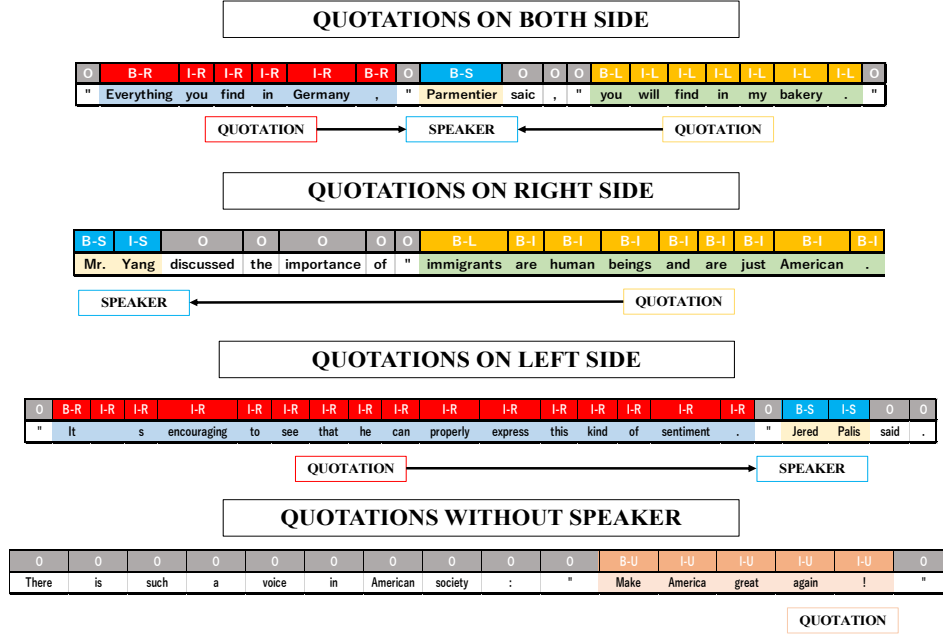 QUOTATIONS ON BOTH SIDE
O B-R I-R I-R I-R I-R B-R O B-S O O O B-L I-L I-L I-L I-L I-L I-L O
" Everything you find in Germany , " Parmentier saic , " you will find in my bakery . "
QUOTATION SPEAKER QUOTATION
QUOTATIONS ON RIGHT SIDE
B-S I-S O O O O O B-L B-I B-I B-I B-I B-I B-I B-I B-I
Mr. Yang discussed the importance of " immigrants are human beings and are just American .
SPEAKER QUOTATION
QUOTATIONS ON LEFT SIDE
O B-R I-R I-R I-R I-R I-R I-R I-R I-R I-R I-R I-R I-R I-R I-R I-R O B-S I-S O O
" It s encouraging to see that he can properly express this kind of sentiment . " Jered Palis said .
QUOTATION SPEAKER
QUOTATIONS WITHOUT SPEAKER
O O O O O O O O O O B-U I-U I-U I-U I-U O
There is such a voice in American society : " Make America great again ! "
QUOTATION